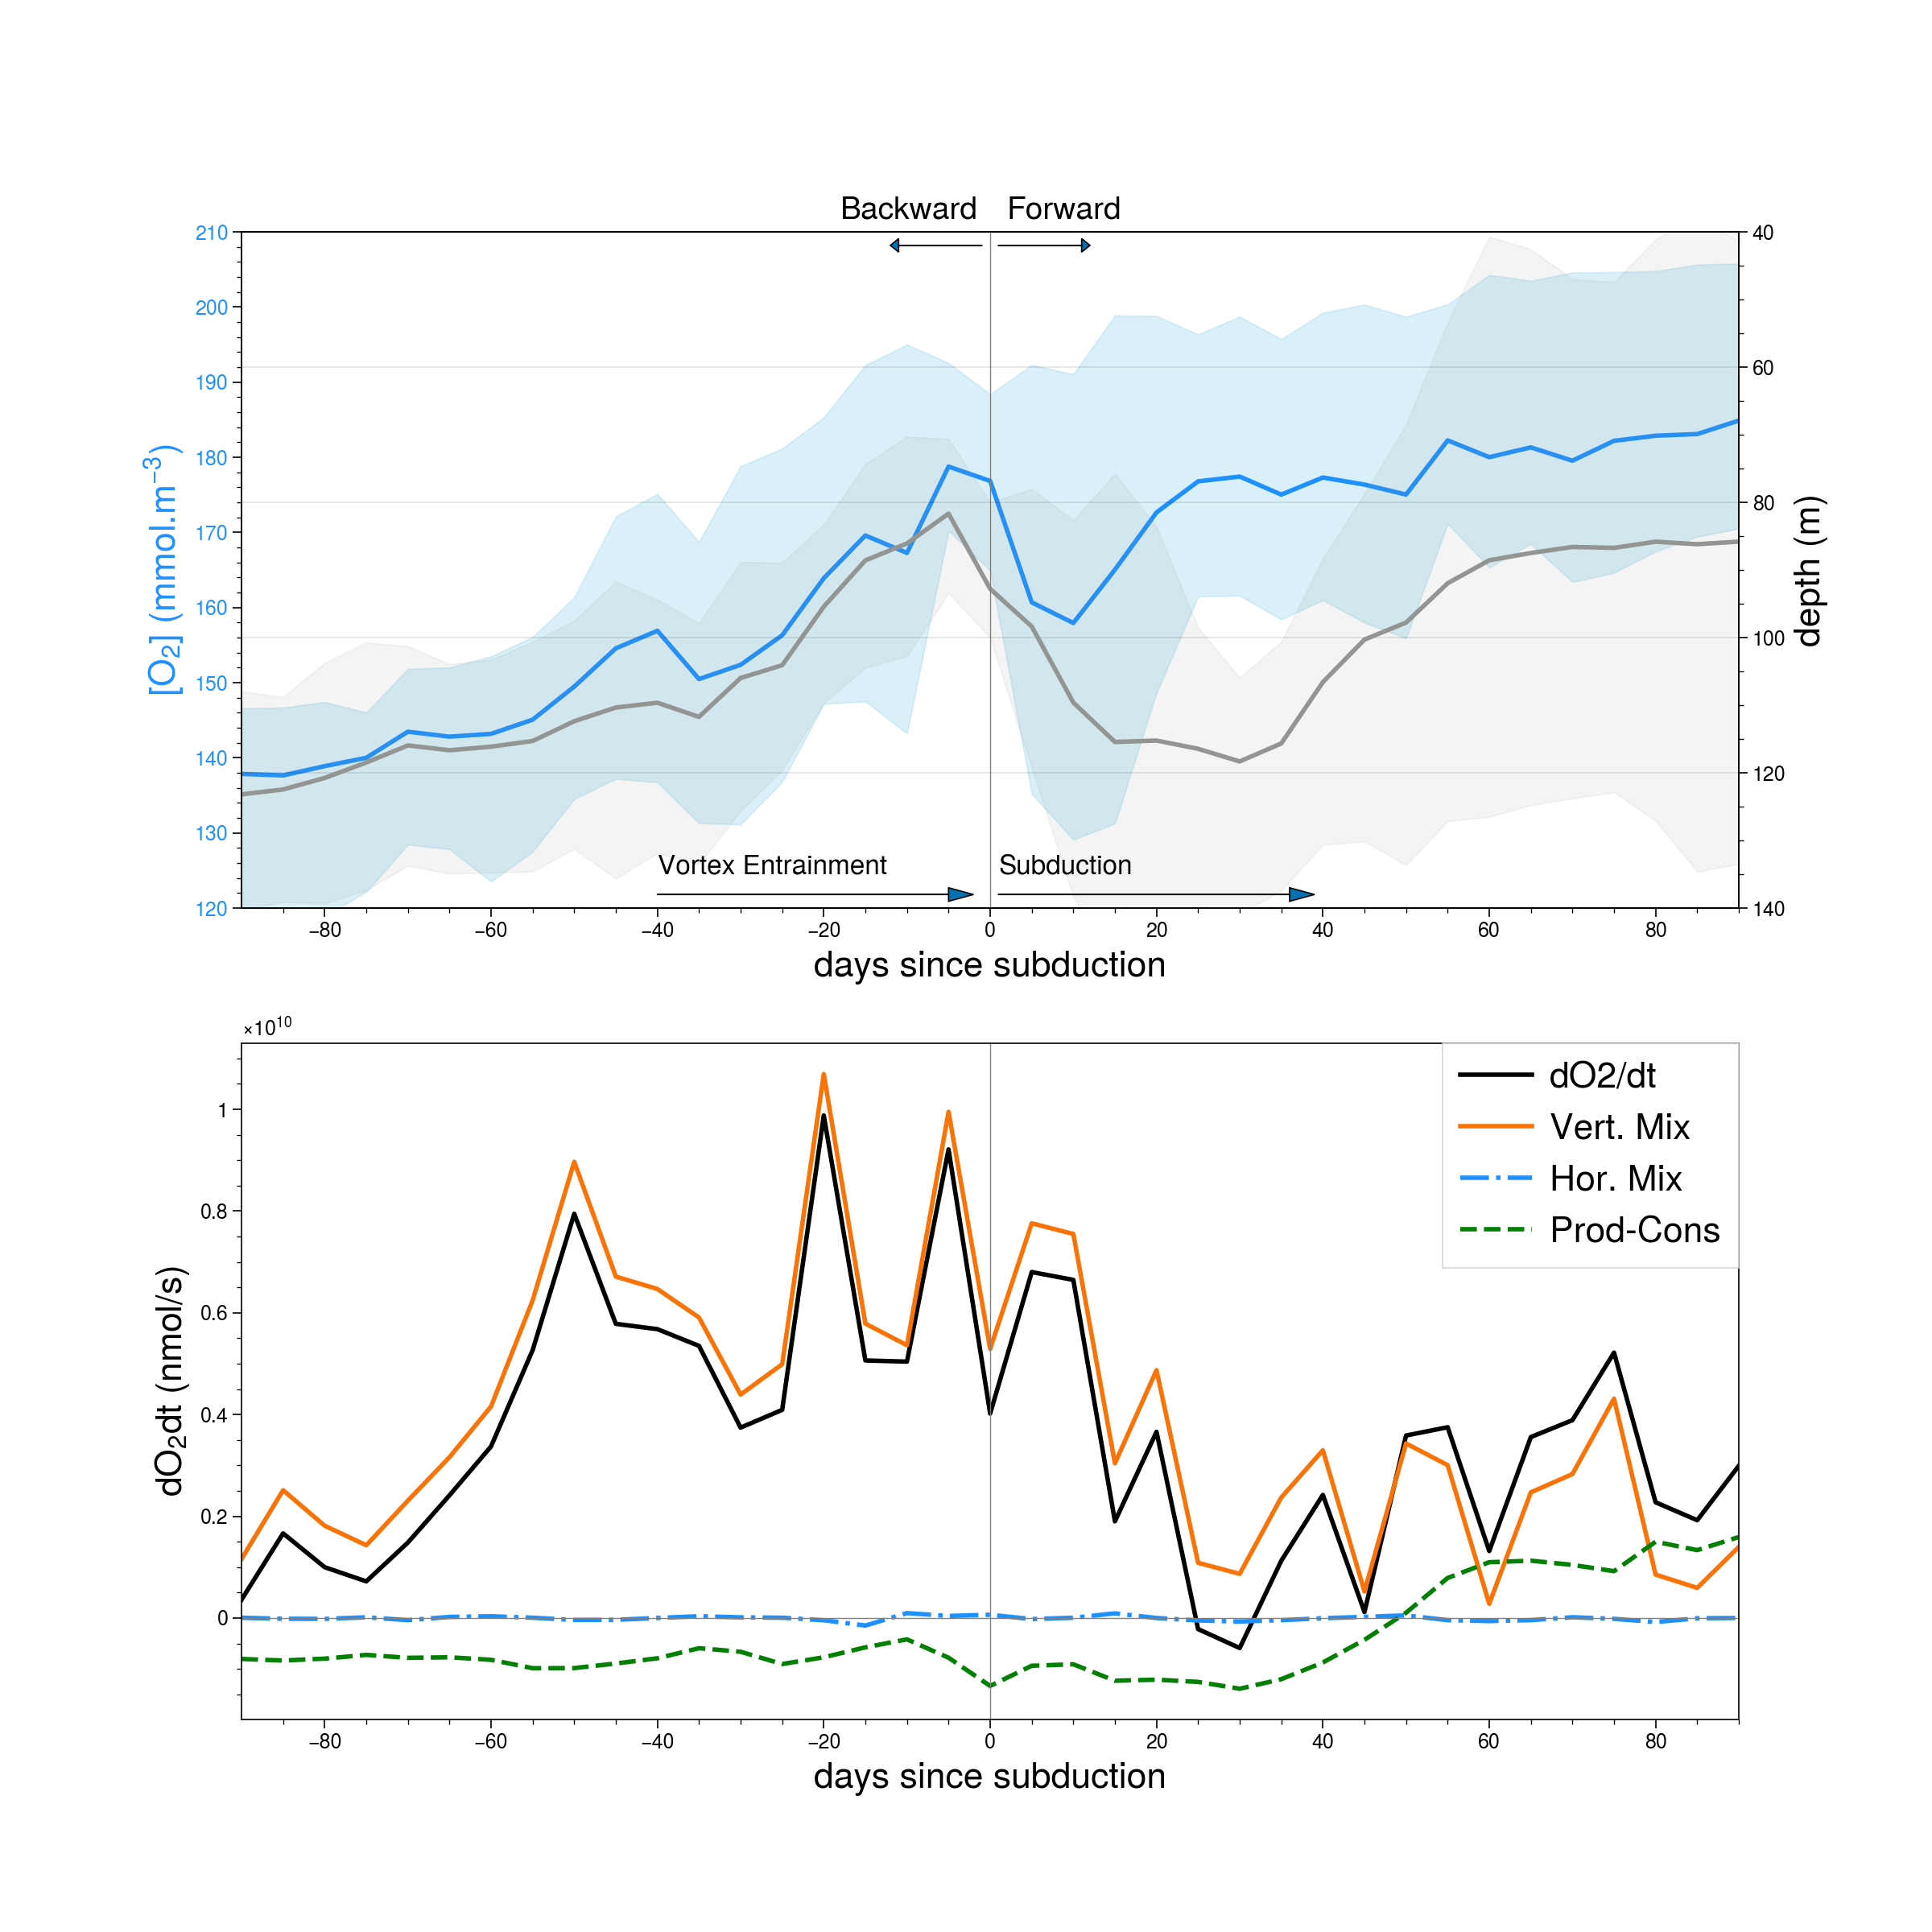 Backward Forward
210
200
190
180
170
160
150
140
130
120
[O₂] (mmol.m⁻³)
40
60
80
100
120
140
depth (m)
Vortex Entrainment Subduction
−80 −60 −40 −20 0 20 40 60 80
days since subduction
×10¹⁰
1
0.8
0.6
0.4
0.2
0
dO₂dt (nmol/s)
dO2/dt
Vert. Mix
Hor. Mix
Prod-Cons
−80 −60 −40 −20 0 20 40 60 80
days since subduction